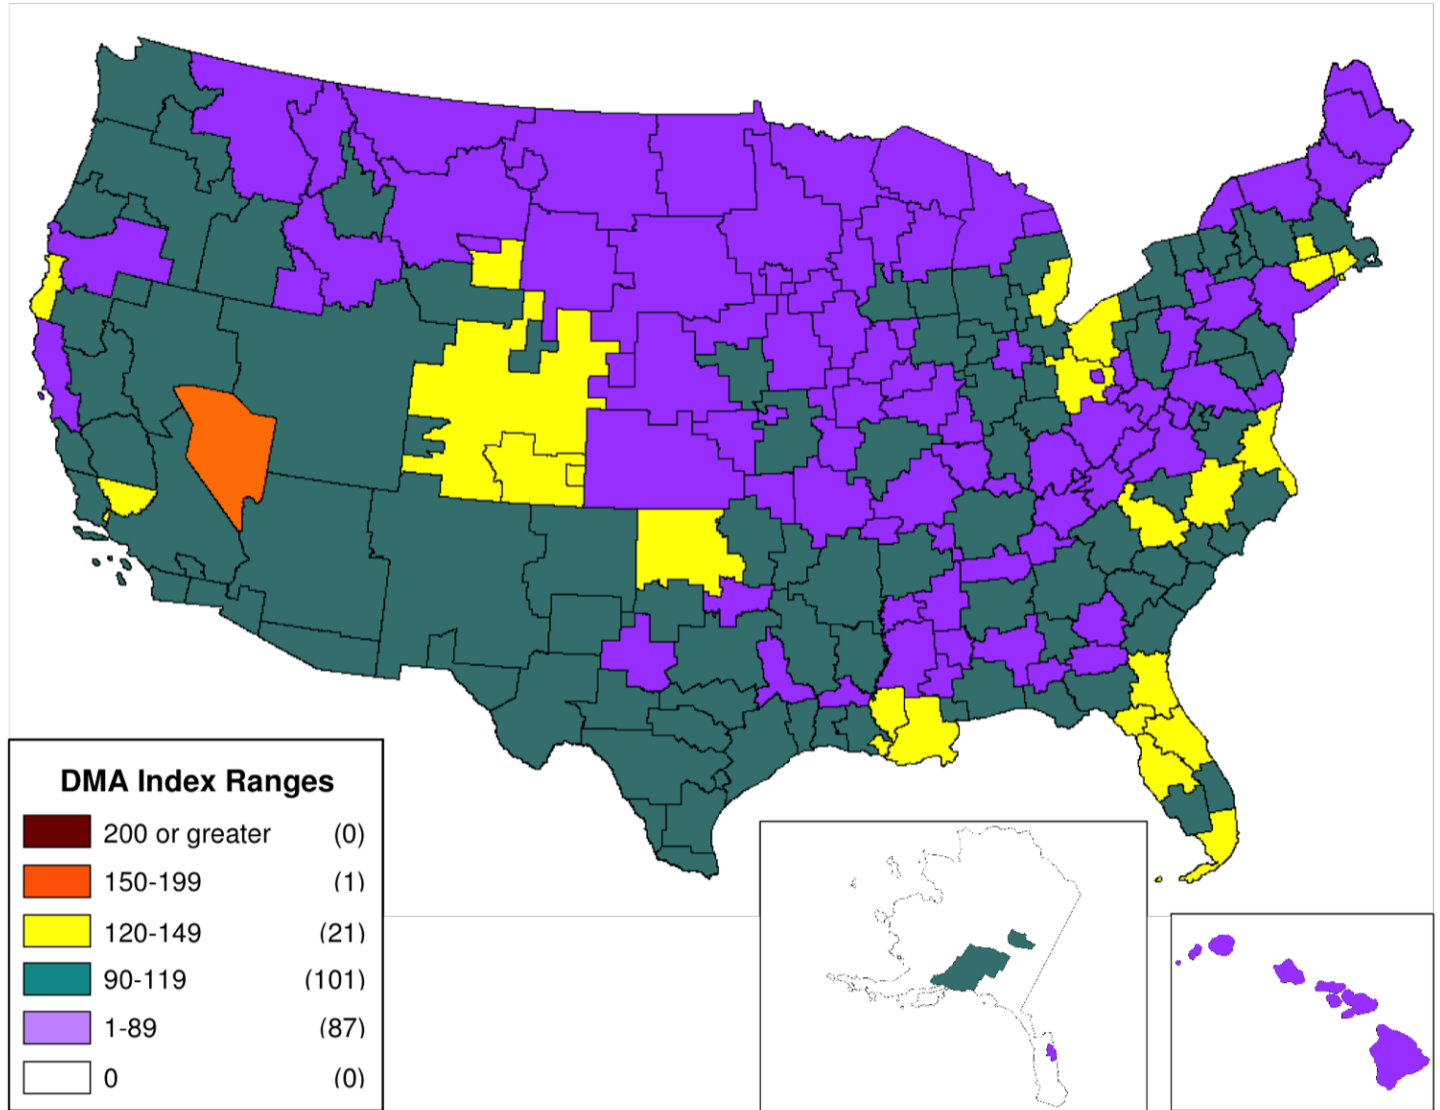 DMA Index Ranges
200 or greater (0)
150-199 (1)
120-149 (21)
90-119 (101)
1-89 (87)
0 (0)